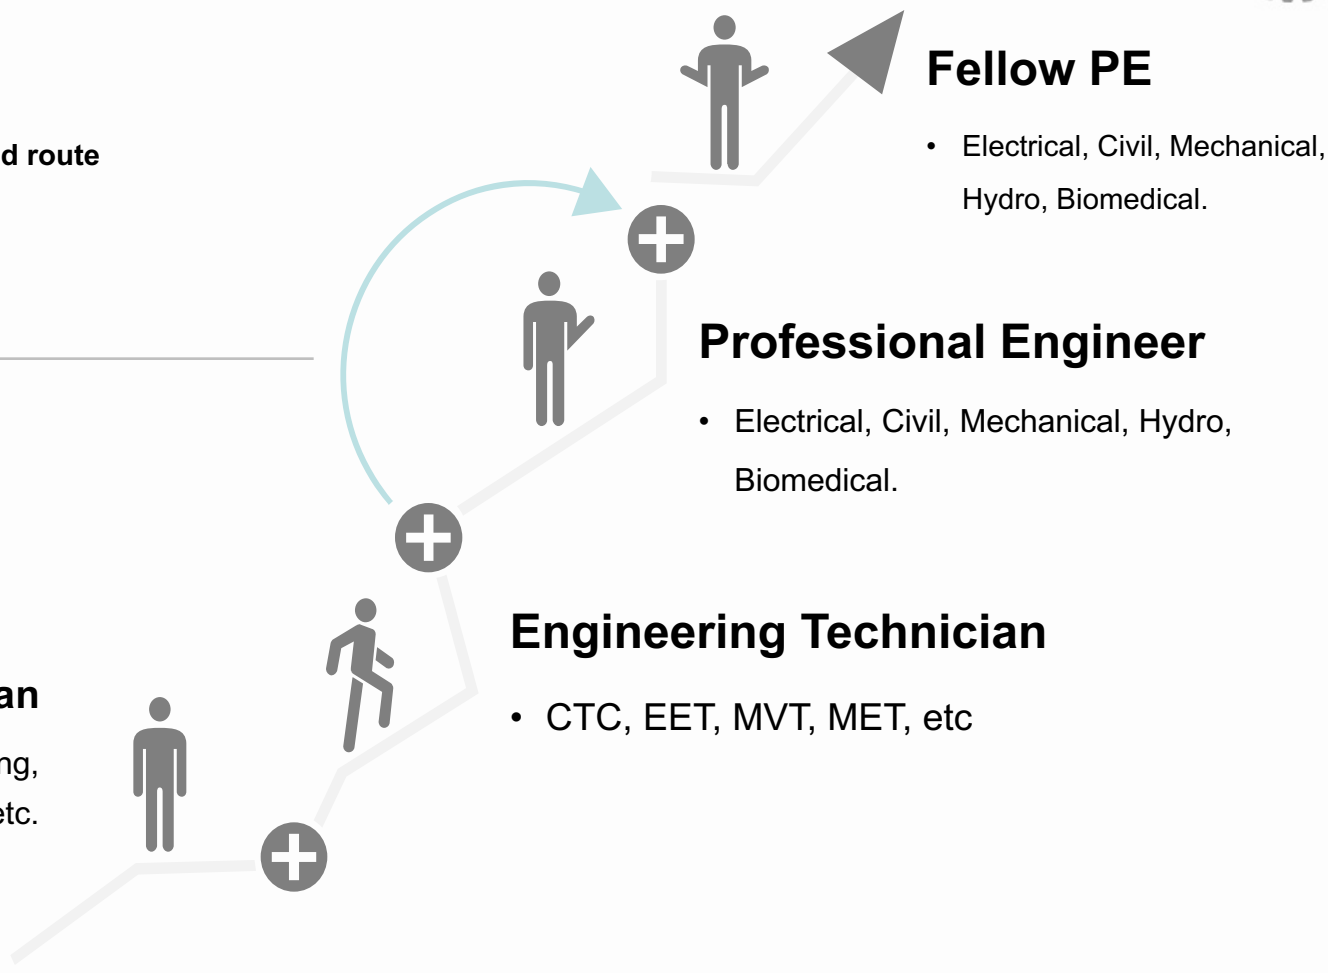 Fellow PE
• Electrical, Civil, Mechanical,
Hydro, Biomedical.
d route
Professional Engineer
• Electrical, Civil, Mechanical, Hydro,
Biomedical.
Engineering Technician
• CTC, EET, MVT, MET, etc
an
ng,
etc.